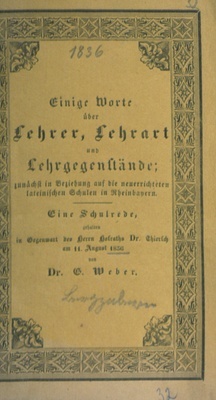 1836
Einige Worte
über
Lehrer, Lehrart
und
Lehrgegenstände;
zunächst in Beziehung auf die neuerrichteten
lateinischen Schulen in Rheinbayern.
Eine Schulrede,
gehalten
in Gegenwart des Herrn Hofraths Dr. Thiersch
am 14. August 1836
von
Dr. G. Weber.